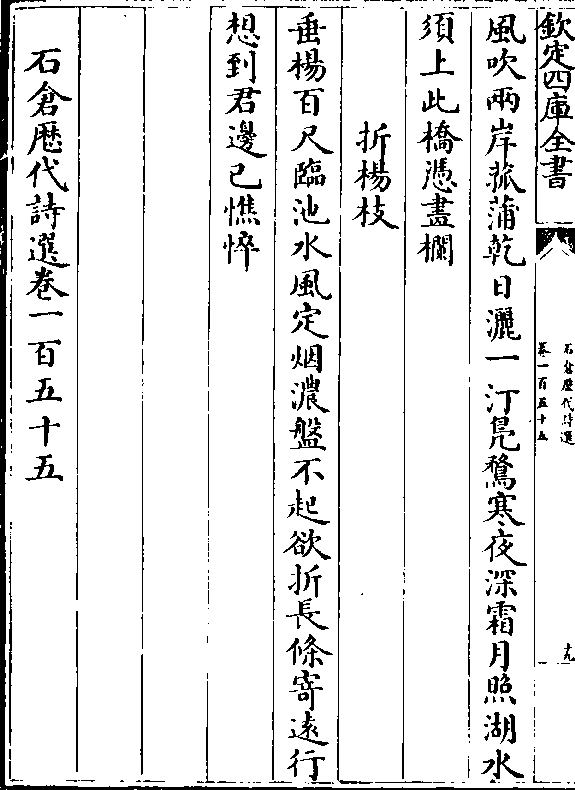 欽定四庫全書
石倉歷代詩選
卷一百五十五
十九
風吹兩岸菰蒲乾日灑一汀鳧鶩寒夜深霜月照湖水
須上此橋憑盡欄
折楊枝
垂楊百尺臨池水風定烟濃盤不起欲折長條寄遠行
想到君邊已憔悴
石倉歷代詩選卷一百五十五